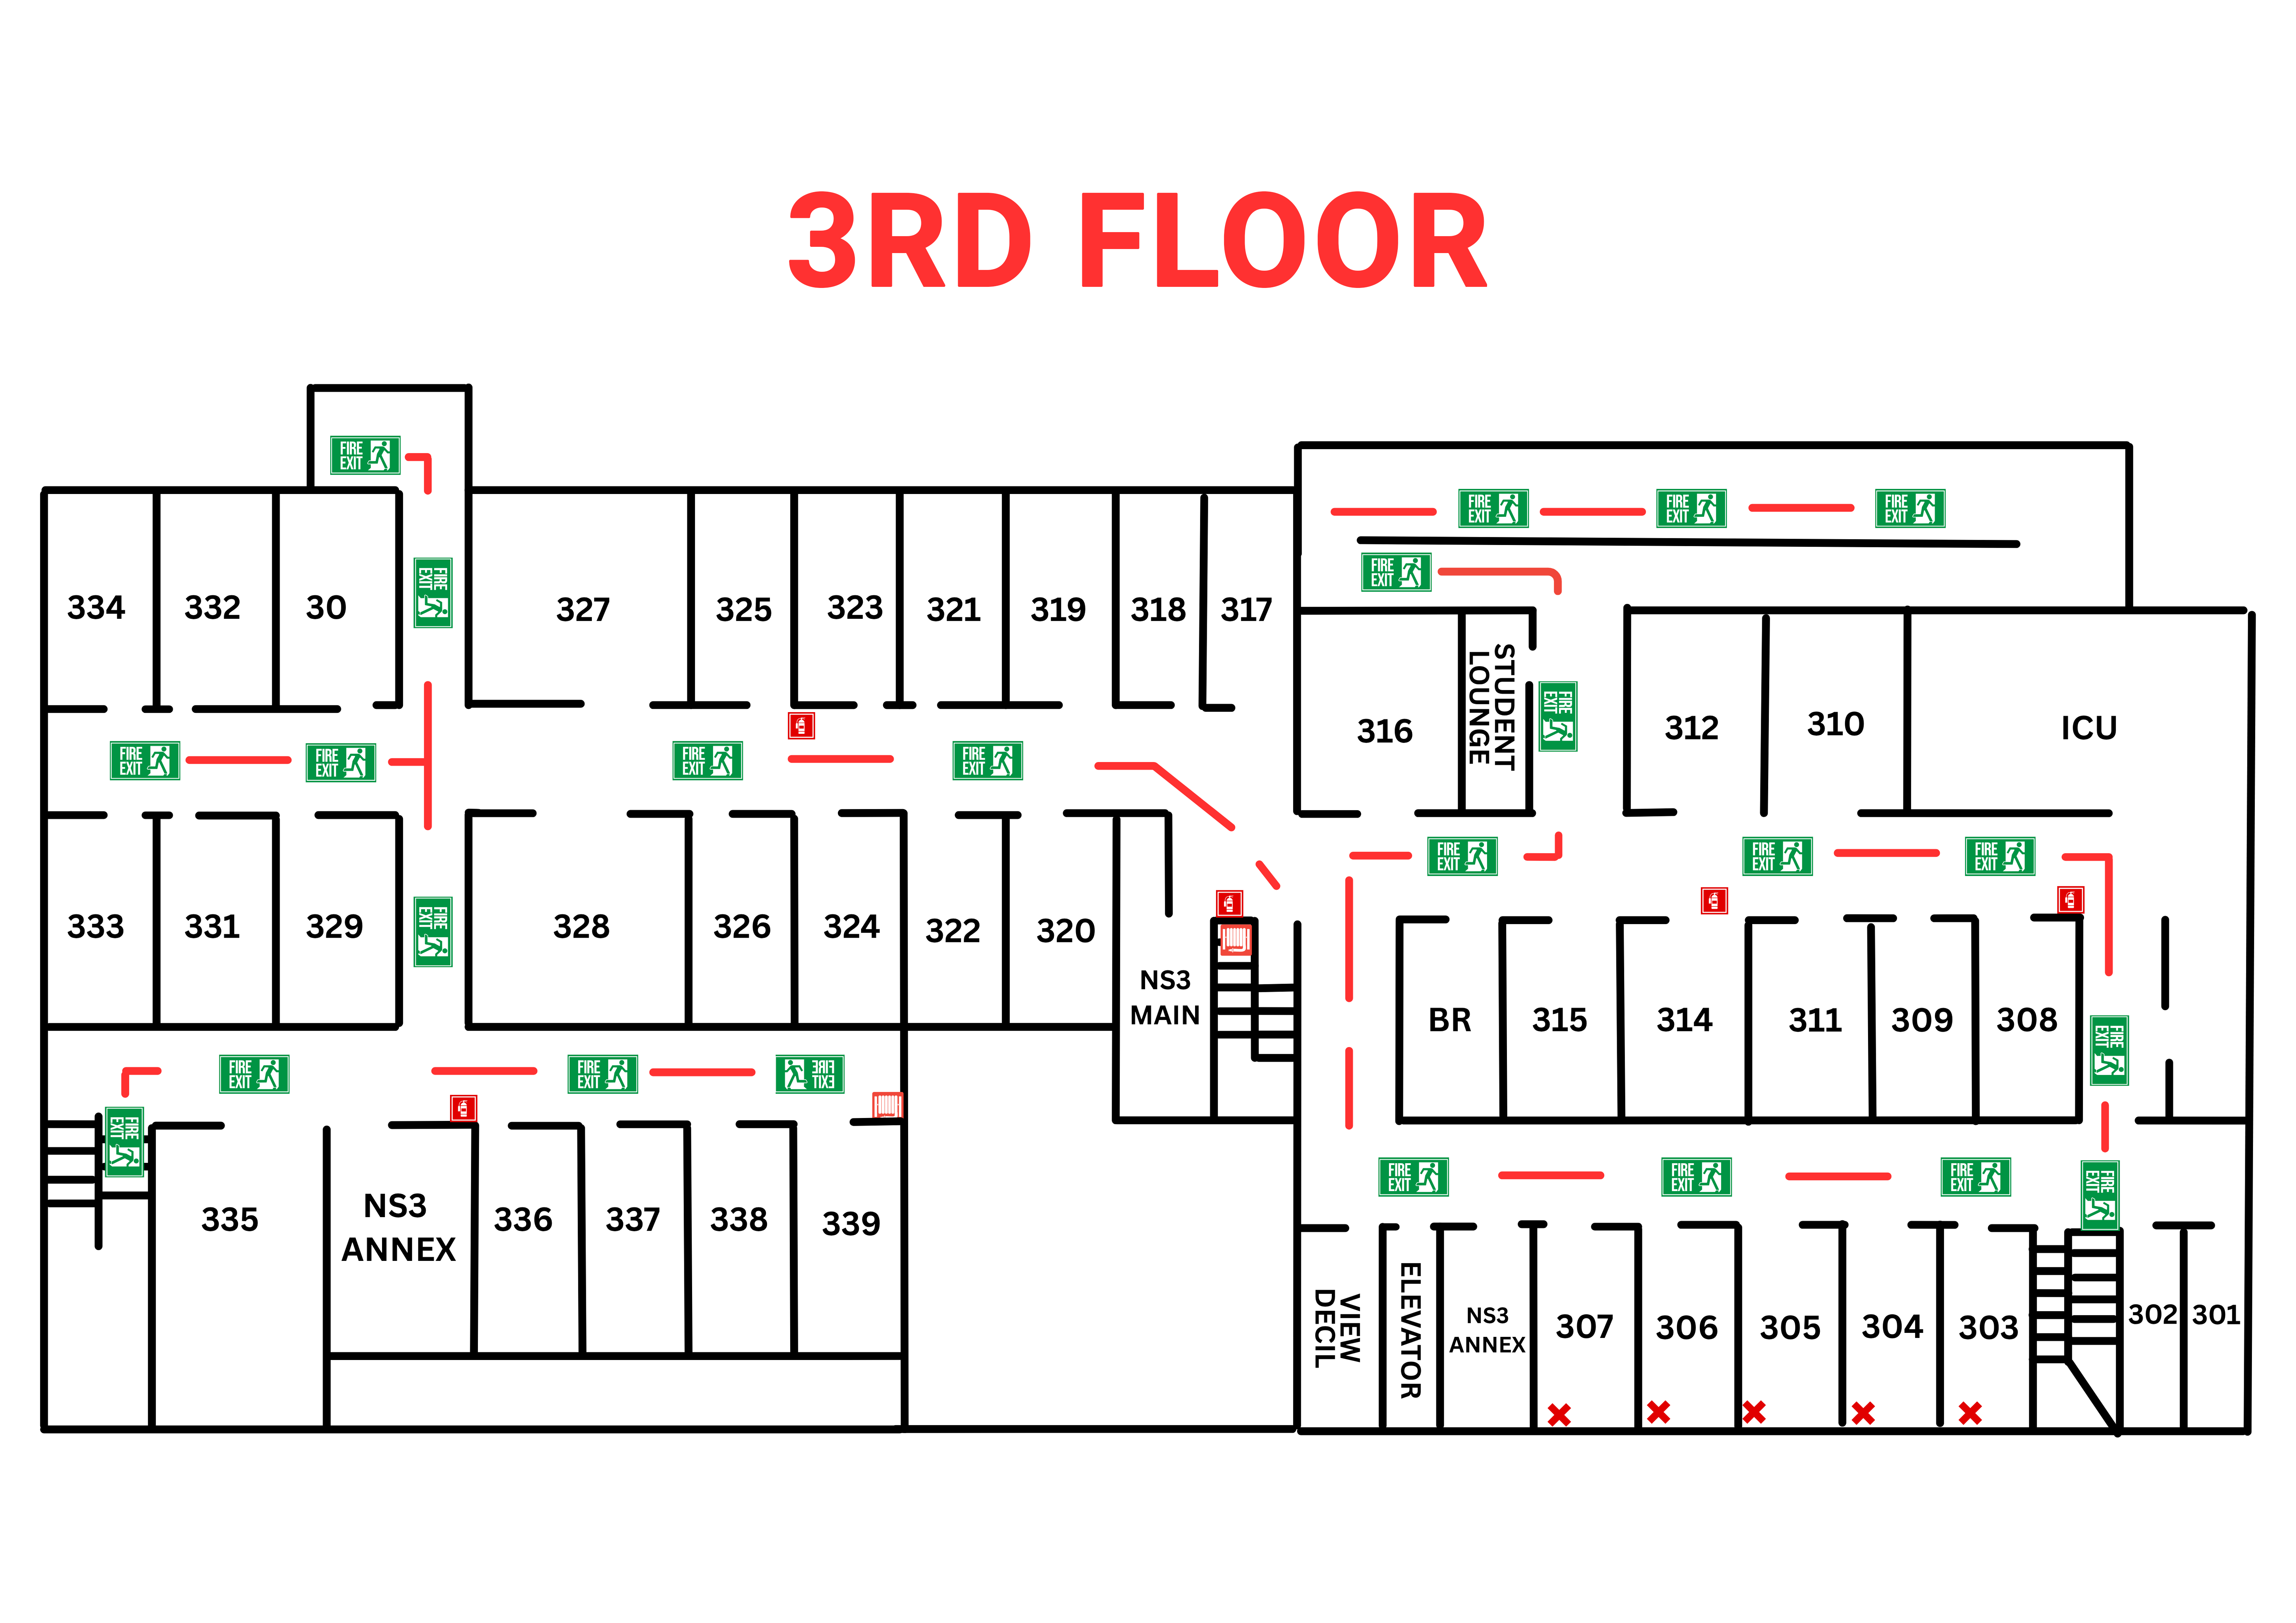 3RD FLOOR
FIRE
EXIT
FIRE
EXIT
FIRE
EXIT
FIRE
EXIT
FIRE
EXIT
FIRE
EXIT
334
332
30
327
325
323
321
319
318
317
316
STUDENT
LOUNGE
FIRE
EXIT
312
310
ICU
FIRE
EXIT
FIRE
EXIT
FIRE
EXIT
FIRE
EXIT
FIRE
EXIT
FIRE
EXIT
FIRE
EXIT
333
331
329
FIRE
EXIT
328
326
324
322
320
NS3
MAIN
BR
315
314
311
309
308
FIRE
EXIT
FIRE
EXIT
FIRE
EXIT
FIRE
EXIT
FIRE
EXIT
335
NS3
ANNEX
336
337
338
339
FIRE
EXIT
FIRE
EXIT
FIRE
EXIT
FIRE
EXIT
VIEW
DECIL
ELEVATOR
NS3
ANNEX
307
306
305
304
303
302
301